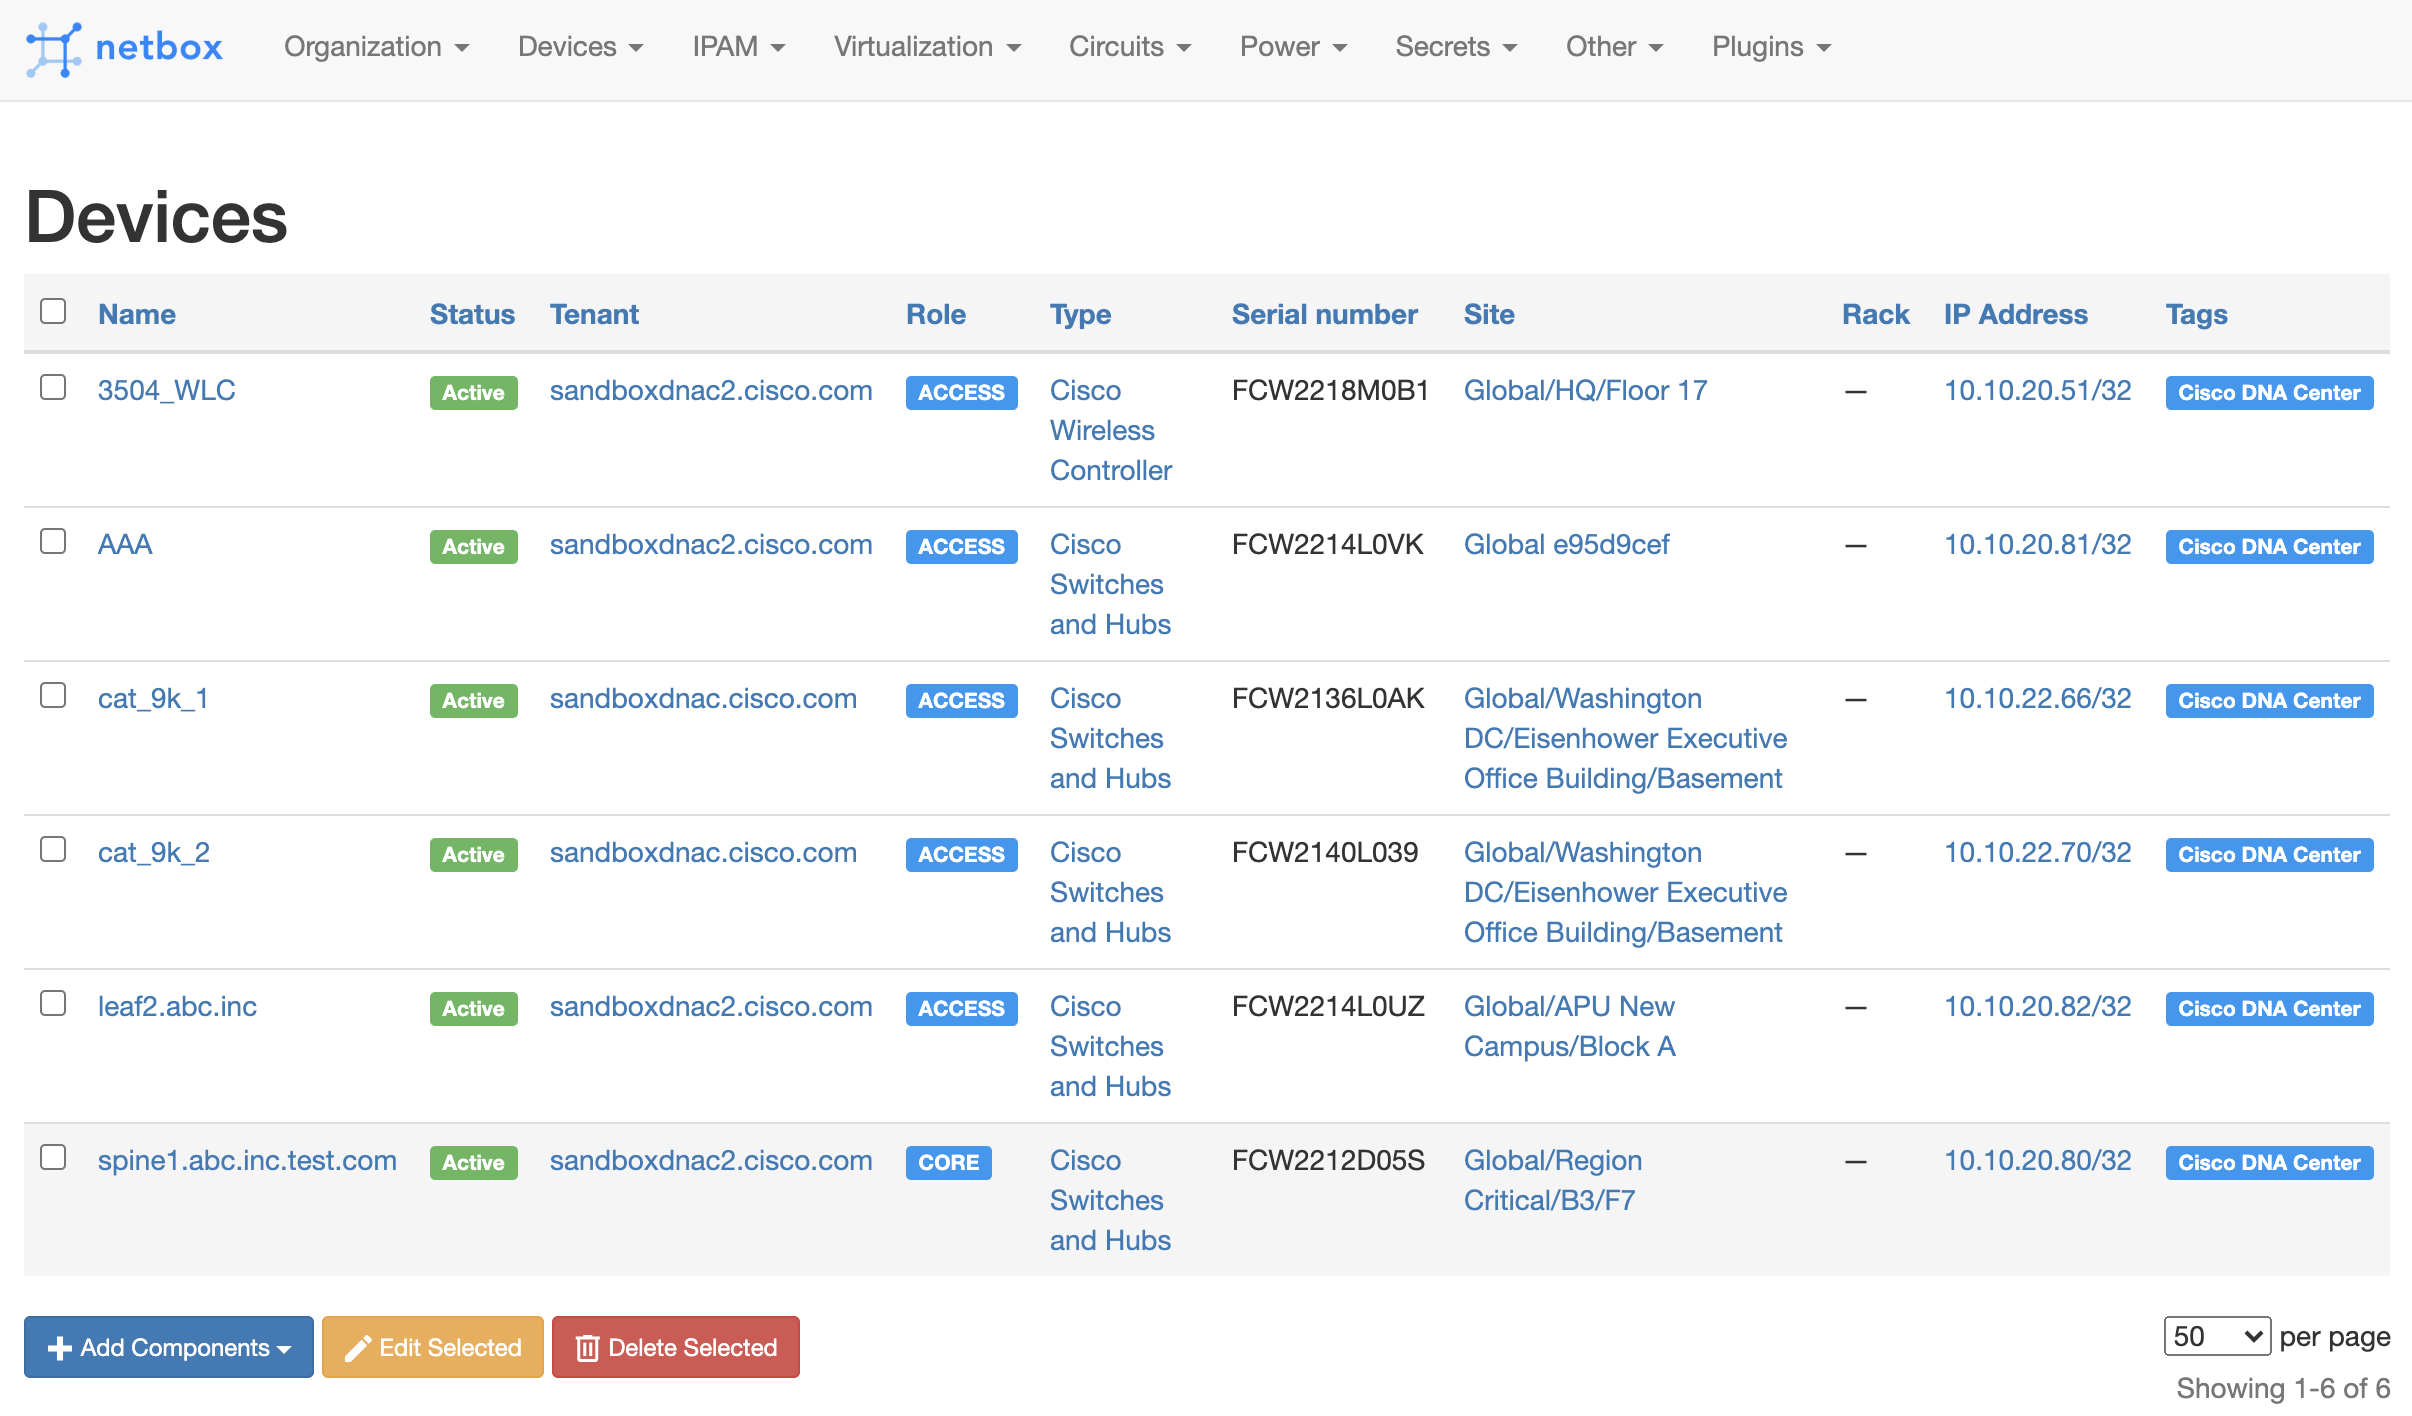 netbox Organization Devices IPAM Virtualization Circuits Power Secrets Other Plugins
Devices
Name Status Tenant Role Type Serial number Site Rack IP Address Tags
3504_WLC Active sandboxdnac2.cisco.com ACCESS Cisco FCW2218M0B1 Global/HQ/Floor 17 — 10.10.20.51/32 Cisco DNA Center
Wireless
Controller
AAA Active sandboxdnac2.cisco.com ACCESS Cisco FCW2214L0VK Global e95d9cef — 10.10.20.81/32 Cisco DNA Center
Switches
and Hubs
cat_9k_1 Active sandboxdnac.cisco.com ACCESS Cisco FCW2136L0AK Global/Washington — 10.10.22.66/32 Cisco DNA Center
Switches DC/Eisenhower Executive
and Hubs Office Building/Basement
cat_9k_2 Active sandboxdnac.cisco.com ACCESS Cisco FCW2140L039 Global/Washington — 10.10.22.70/32 Cisco DNA Center
Switches DC/Eisenhower Executive
and Hubs Office Building/Basement
leaf2.abc.inc Active sandboxdnac2.cisco.com ACCESS Cisco FCW2214L0UZ Global/APU New — 10.10.20.82/32 Cisco DNA Center
Switches Campus/Block A
and Hubs
spine1.abc.inc.test.com Active sandboxdnac2.cisco.com CORE Cisco FCW2212D05S Global/Region — 10.10.20.80/32 Cisco DNA Center
Switches Critical/B3/F7
and Hubs
Add Components Edit Selected Delete Selected 50 per page
Showing 1-6 of 6